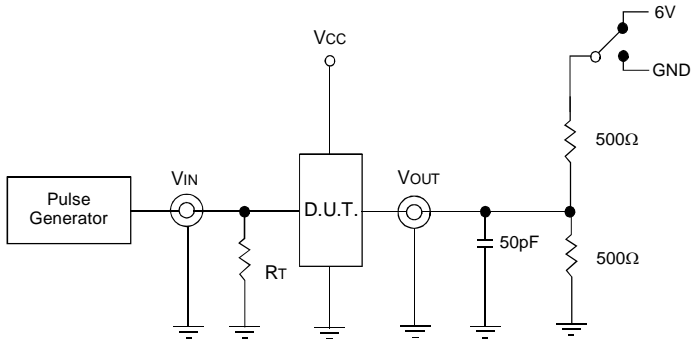 6V
GND
VCC
500Ω
Pulse
Generator
VIN
D.U.T.
VOUT
RT
50pF
500Ω